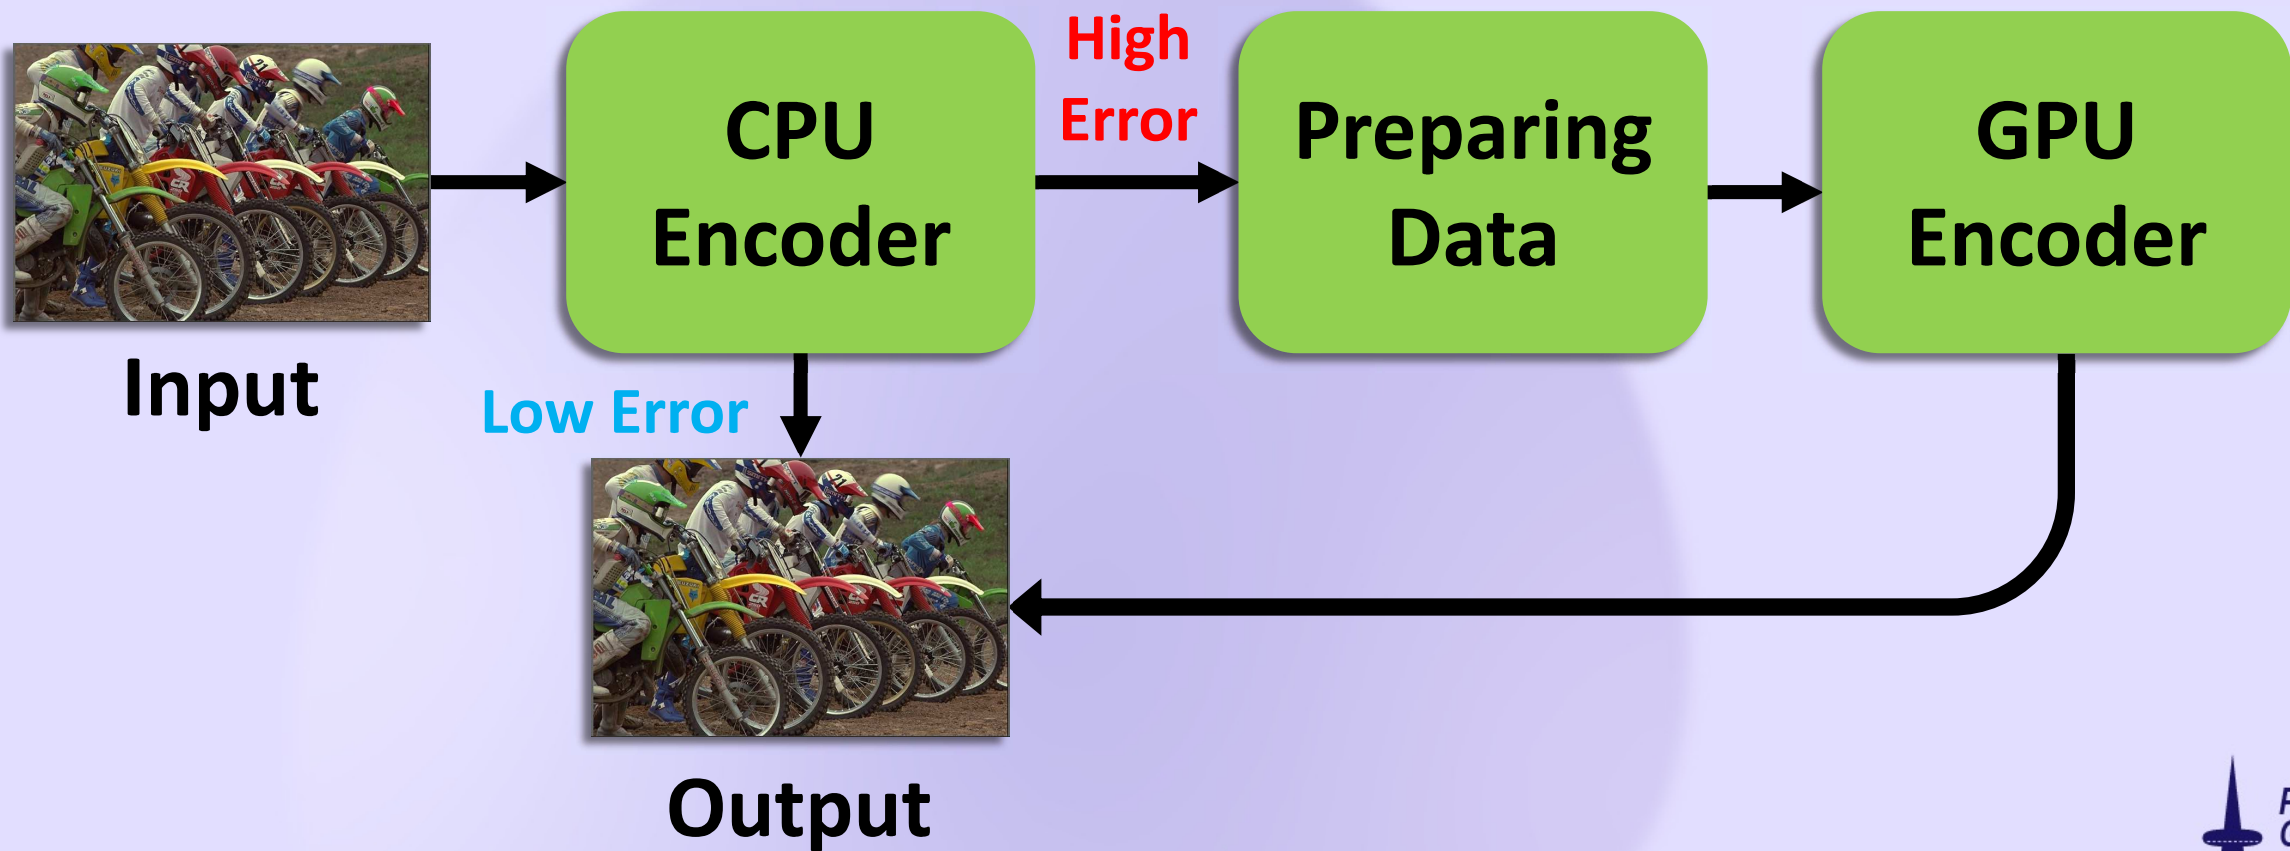 Input
CPU
Encoder
High
Error
Preparing
Data
GPU
Encoder
Low Error
Output